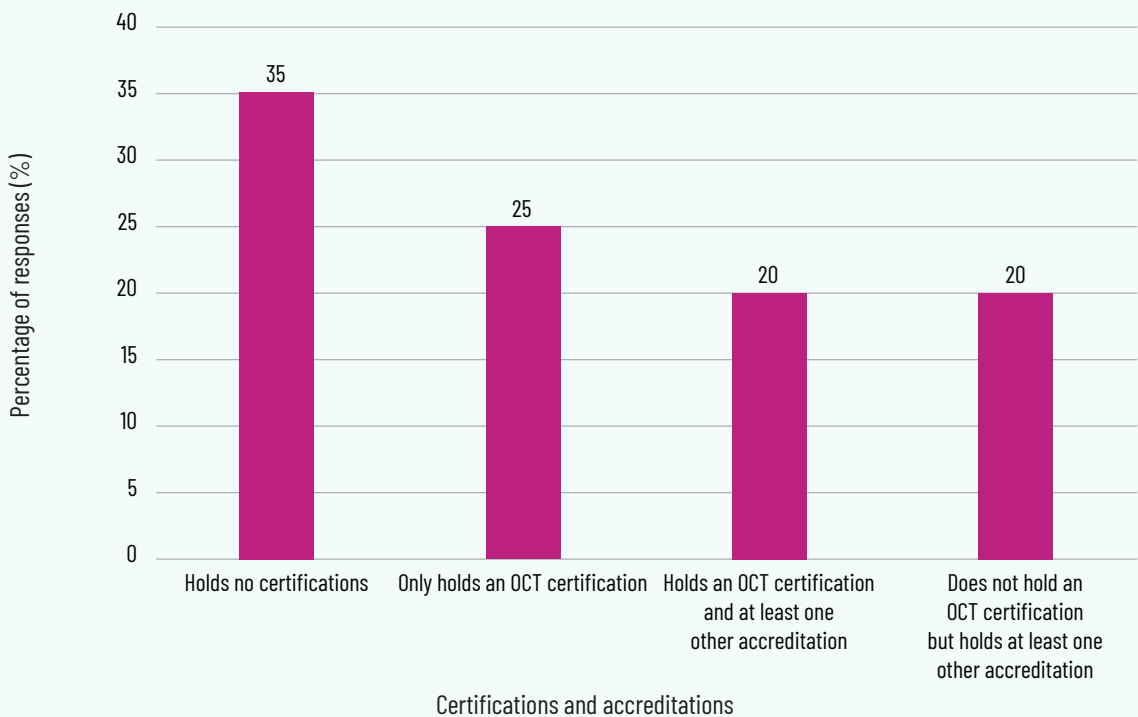 Percentage of responses (%)
40
35
30
25
20
15
10
5
0
35
25
20
20
Holds no certifications
Only holds an OCT certification
Holds an OCT certification
and at least one
other accreditation
Does not hold an
OCT certification
but holds at least one
other accreditation
Certifications and accreditations